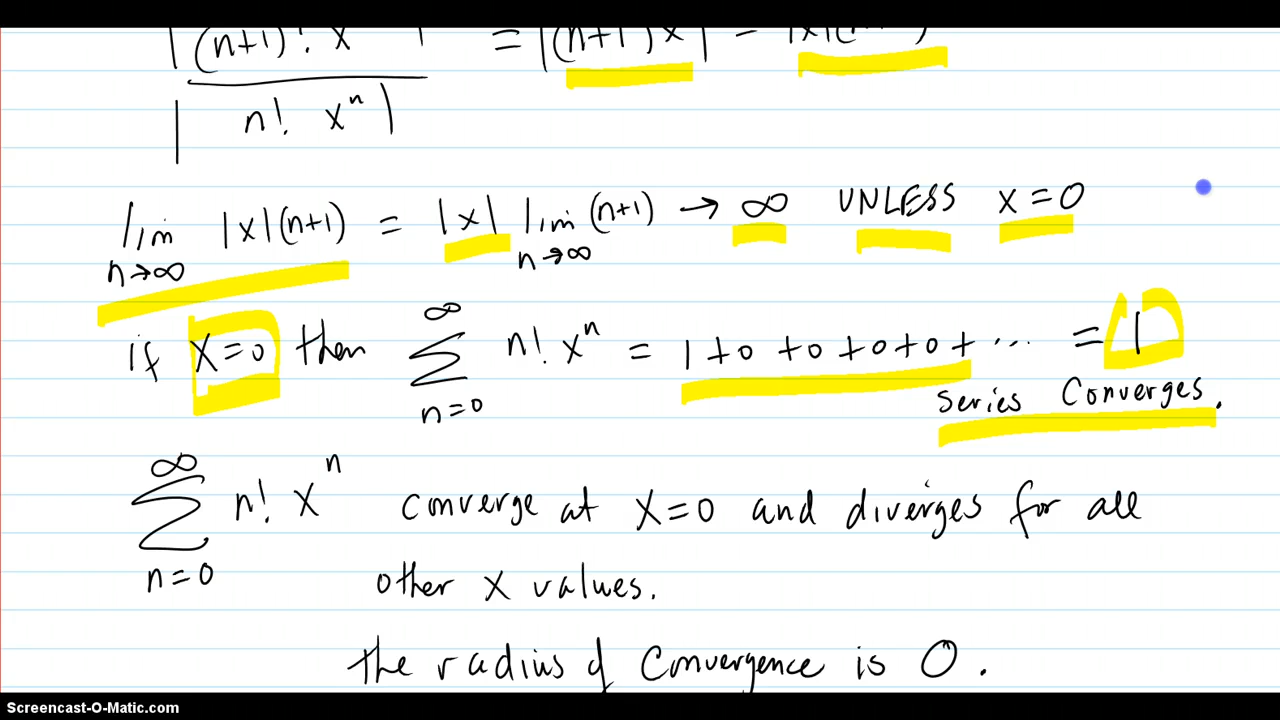 |(n+1)! x | = |(n+1)x| = |x|(n+1)
| n! xⁿ |
lim n→∞ |x|(n+1) = |x| lim n→∞ (n+1) → ∞ UNLESS x=0
if x=0 then ∞ Σ n=0 n! xⁿ = 1+0+0+0+0+... = 1
Series Converges.
∞ Σ n=0 n! xⁿ converge at x=0 and diverges for all
other x values.
the radius of convergence is 0.
Screencast-O-Matic.com